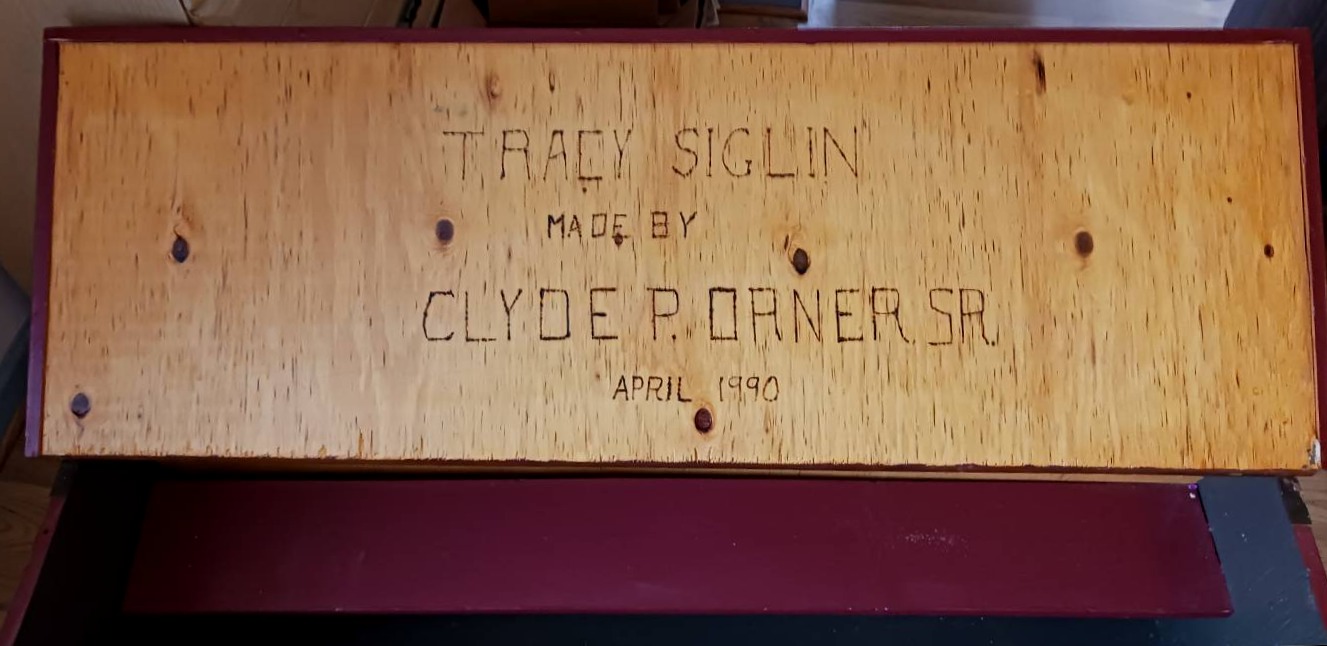 TRACY SIGLIN
MADE BY
CLYDE P. ORNER SR.
APRIL 1990